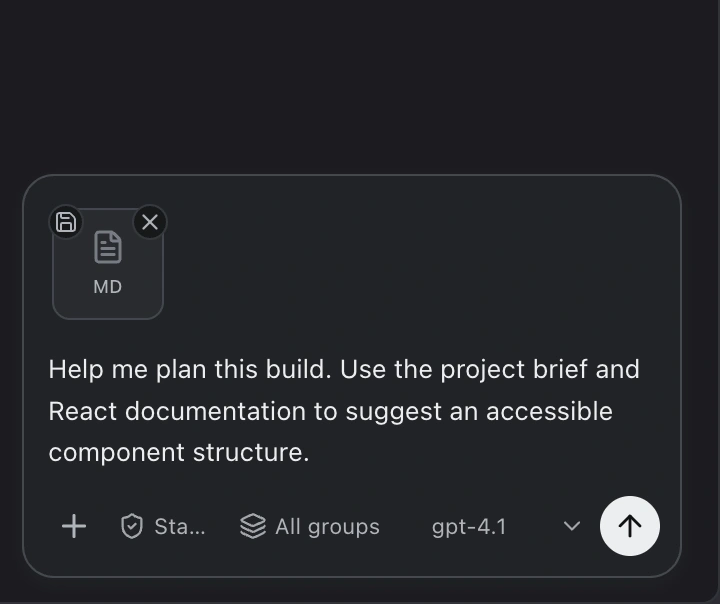 MD
Help me plan this build. Use the project brief and
React documentation to suggest an accessible
component structure.
Sta... All groups gpt-4.1